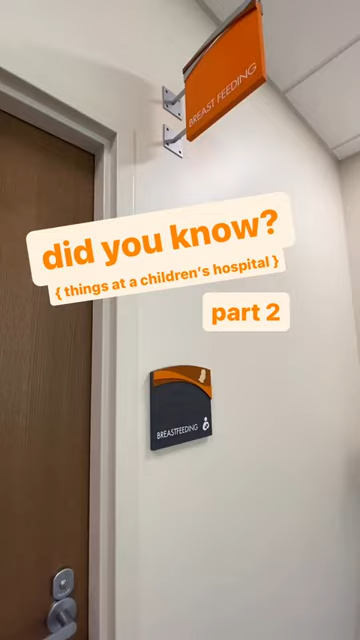 BREAST FEEDING
did you know?
{ things at a children's hospital }
part 2
BREASTFEEDING